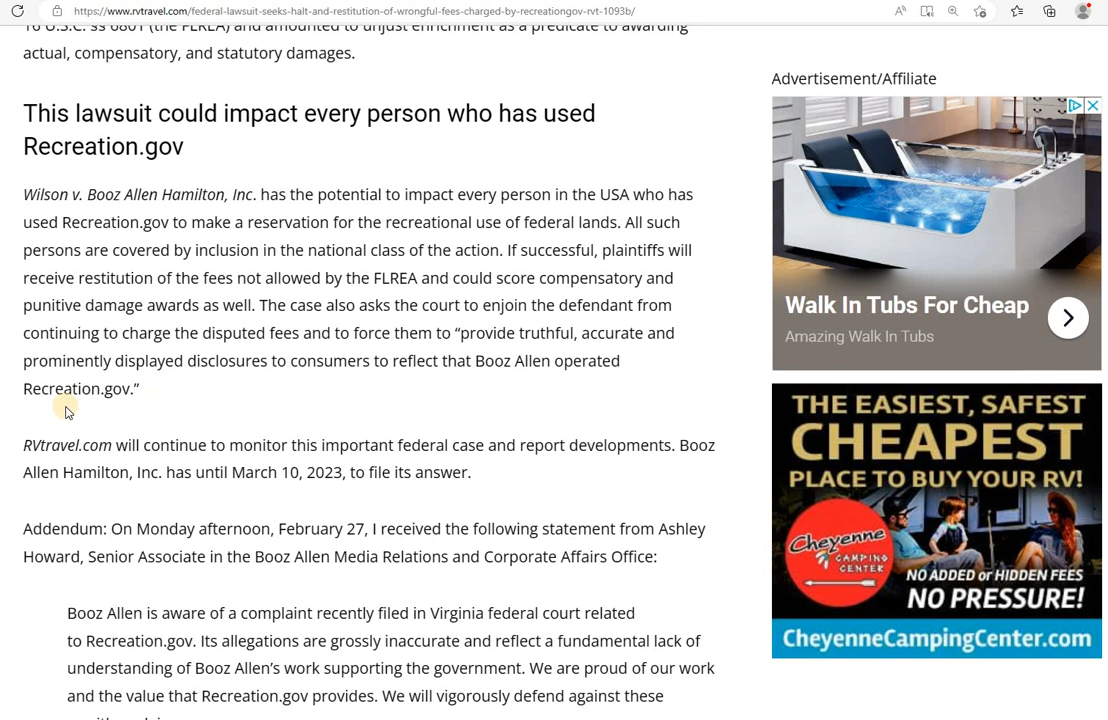 https://www.rvtravel.com/federal-lawsuit-seeks-halt-and-restitution-of-wrongful-fees-charged-by-recreationgov-rvt-1093b/
16 U.S.C. ss 6801 (the FLREA) and amounted to unjust enrichment as a predicate to awarding
actual, compensatory, and statutory damages.
This lawsuit could impact every person who has used
Recreation.gov
Wilson v. Booz Allen Hamilton, Inc. has the potential to impact every person in the USA who has
used Recreation.gov to make a reservation for the recreational use of federal lands. All such
persons are covered by inclusion in the national class of the action. If successful, plaintiffs will
receive restitution of the fees not allowed by the FLREA and could score compensatory and
punitive damage awards as well. The case also asks the court to enjoin the defendant from
continuing to charge the disputed fees and to force them to “provide truthful, accurate and
prominently displayed disclosures to consumers to reflect that Booz Allen operated
Recreation.gov.”
RVtravel.com will continue to monitor this important federal case and report developments. Booz
Allen Hamilton, Inc. has until March 10, 2023, to file its answer.
Addendum: On Monday afternoon, February 27, I received the following statement from Ashley
Howard, Senior Associate in the Booz Allen Media Relations and Corporate Affairs Office:
Booz Allen is aware of a complaint recently filed in Virginia federal court related
to Recreation.gov. Its allegations are grossly inaccurate and reflect a fundamental lack of
understanding of Booz Allen’s work supporting the government. We are proud of our work
and the value that Recreation.gov provides. We will vigorously defend against these
Advertisement/Affiliate
Walk In Tubs For Cheap
Amazing Walk In Tubs
THE EASIEST, SAFEST
CHEAPEST
PLACE TO BUY YOUR RV!
Cheyenne
CAMPING
CENTER
NO ADDED or HIDDEN FEES
NO PRESSURE!
CheyenneCampingCenter.com